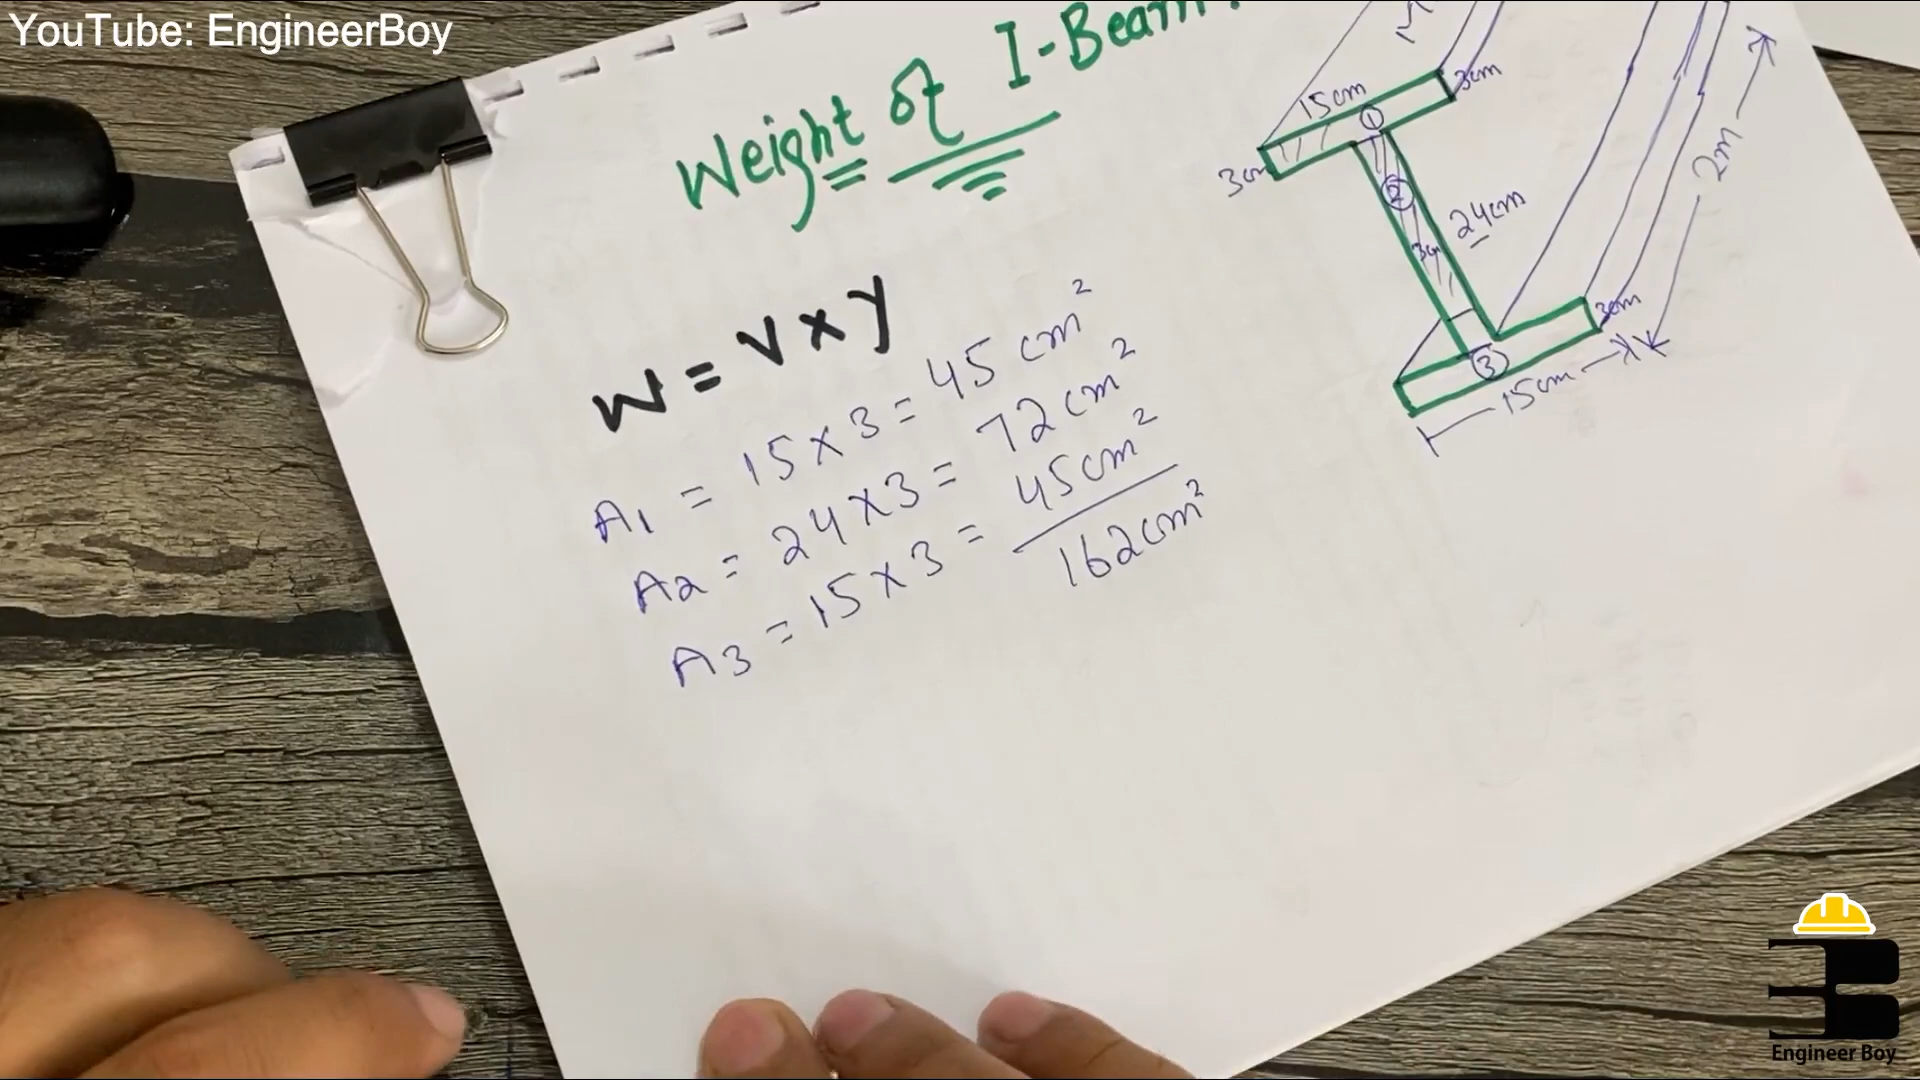 YouTube: EngineerBoy
Weight of I-Beam
W = V x γ
A1 = 15 x 3 = 45 cm²
A2 = 24 x 3 = 72 cm²
A3 = 15 x 3 = 45 cm²
162 cm²
15cm
3cm
3cm
1
2
24cm
3cm
2m
3cm
3
15cm
Engineer Boy